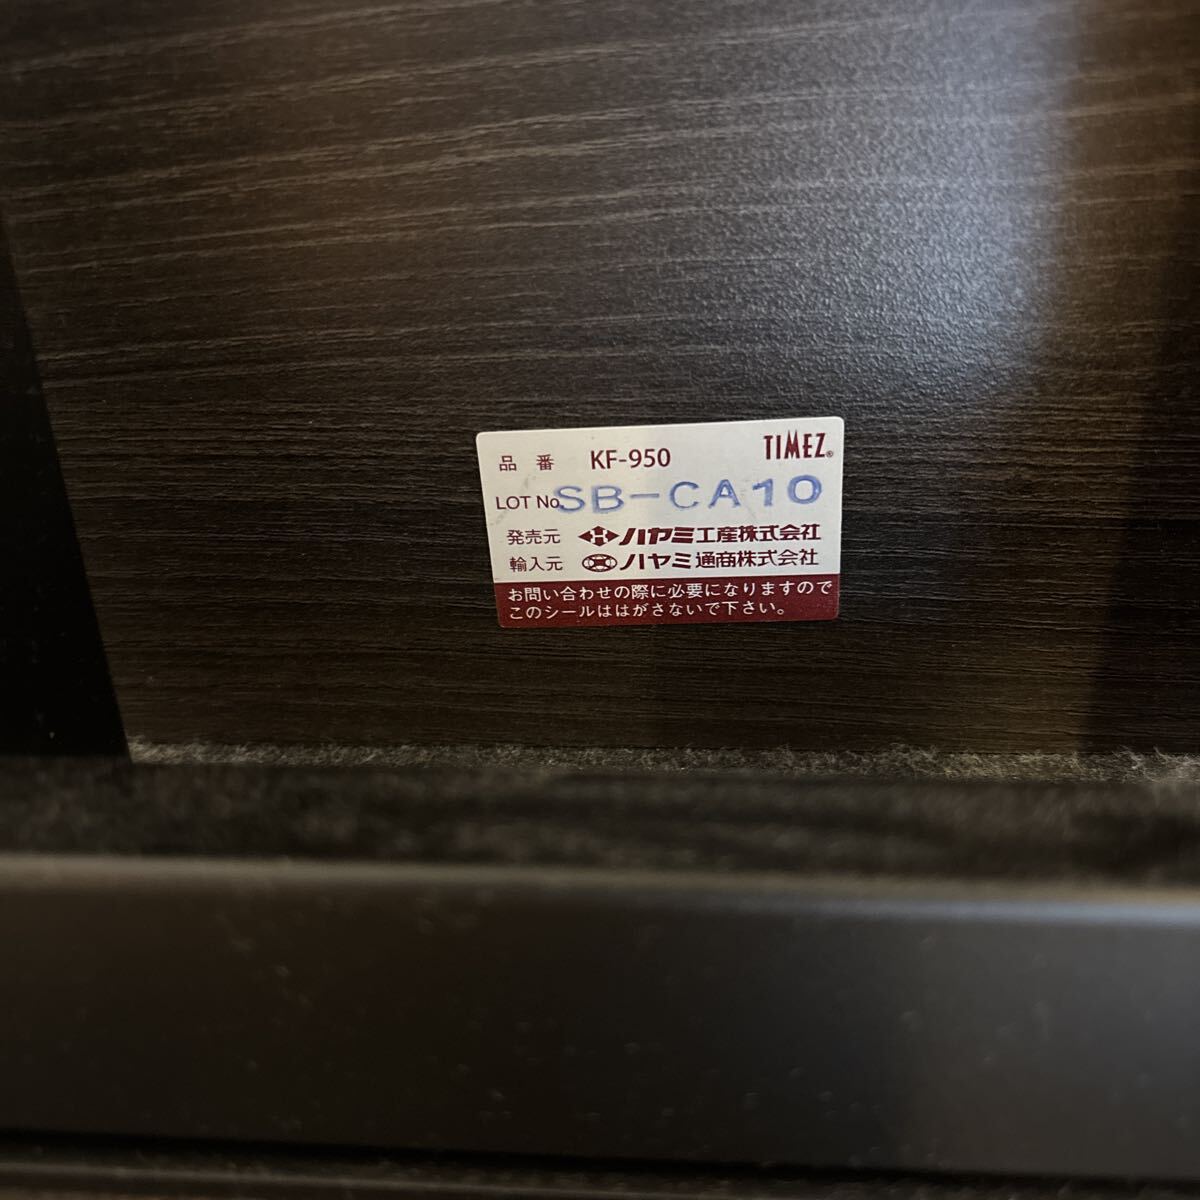 品番 KF-950 TIMEZ®
LOT No. SB-CA10
発売元 ハヤミ工産株式会社
輸入元 ハヤミ通商株式会社
お問い合わせの際に必要になりますので
このシールははがさないで下さい。